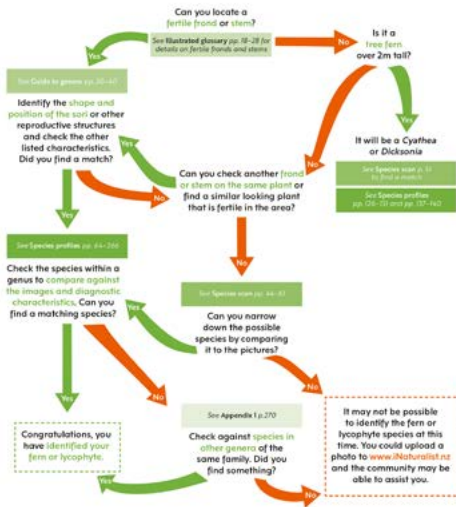 Can you locate a
fertile frond or stem?
See Illustrated glossary pp. 18–28 for
details on fertile fronds and stems
Yes
No
Is it a
tree fern
over 2m tall?
Yes
No
It will be a Cyathea
or Dicksonia
See Species scan p. 51
to find a match
See Species profiles
pp. 126–131 and pp. 137–140
See Guide to genera pp.
Identify the shape and
position of the sori or other
reproductive structures
and check the other
listed characteristics.
Did you find a match?
Yes
No
Can you check another frond
or stem on the same plant or
find a similar looking plant
that is fertile in the area?
Yes
No
See Species profiles pp. 64–266
Check the species within a
genus to compare against
the images and diagnostic
characteristics. Can you
find a matching species?
Yes
No
See Species scan pp. 44–61
Can you narrow
down the possible
species by comparing
it to the pictures?
Yes
No
Congratulations, you
have identified your
fern or lycophyte.
See Appendix 1 p.270
Check against species in
other genera of the
same family. Did you
find something?
Yes
No
It may not be possible
to identify the fern or
lycophyte species at this
time. You could upload a
photo to www.iNaturalist.nz
and the community may be
able to assist you.